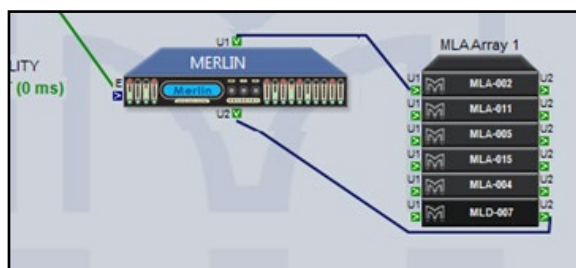 U1
MLA Array 1
LITY
MERLIN
(0 ms)
E
Merlin
U1 MLA-002 U2
U1 MLA-011 U2
U2
U1 MLA-005 U2
U1 MLA-015 U2
U1 MLA-004 U2
U1 MLD-007 U2